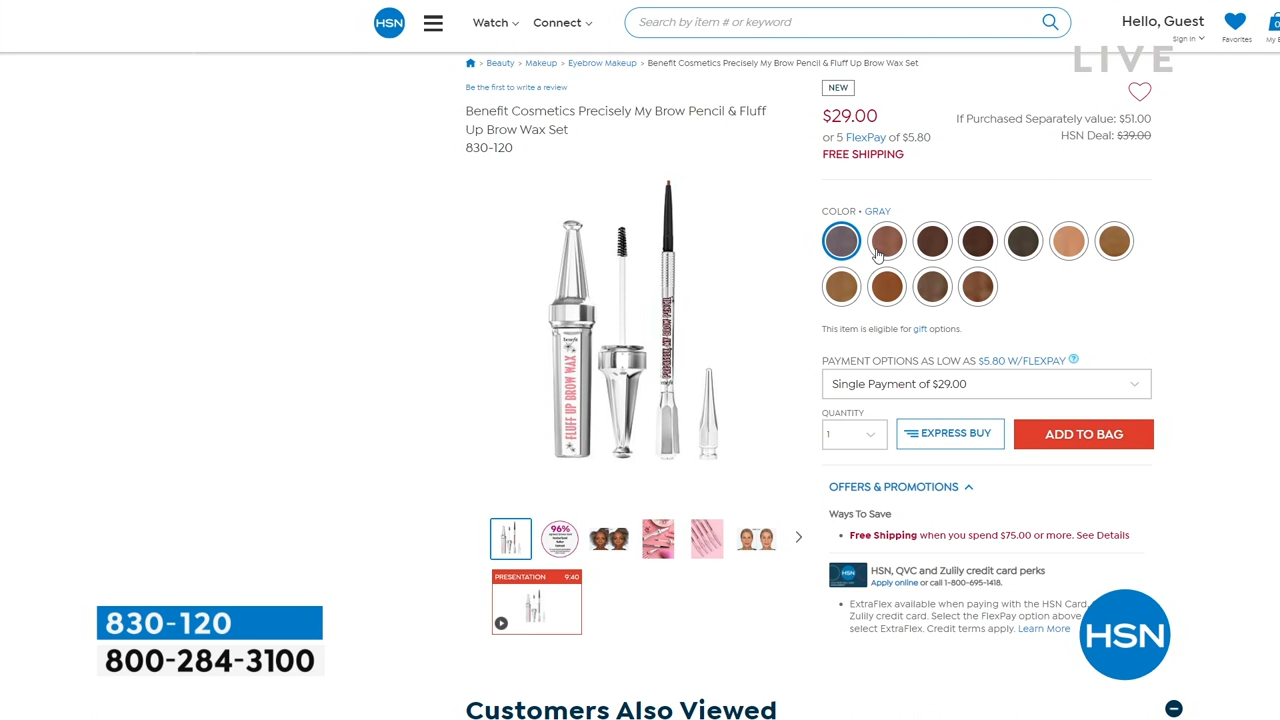 HSN
Watch
Connect
Search by item # or keyword
Hello, Guest
Sign In
Favorites
0
My B
LIVE
> Beauty > Makeup > Eyebrow Makeup > Benefit Cosmetics Precisely My Brow Pencil & Fluff Up Brow Wax Set
Be the first to write a review
Benefit Cosmetics Precisely My Brow Pencil & Fluff
Up Brow Wax Set
830-120
NEW
$29.00
If Purchased Separately value: $51.00
or 5 FlexPay of $5.80
HSN Deal: $39.00
FREE SHIPPING
COLOR • GRAY
benefit
FLUFF UP BROW WAX
This item is eligible for gift options.
PAYMENT OPTIONS AS LOW AS $5.80 W/FLEXPAY ?
Single Payment of $29.00
QUANTITY
1
EXPRESS BUY
ADD TO BAG
OFFERS & PROMOTIONS
Ways To Save
• Free Shipping when you spend $75.00 or more. See Details
HSN, QVC and Zulily credit card perks
Apply online or call 1-800-695-1418.
• ExtraFlex available when paying with the HSN Card,
Zulily credit card. Select the FlexPay option above
select ExtraFlex. Credit terms apply. Learn More
96%
PRESENTATION 9:40
830-120
800-284-3100
HSN
Customers Also Viewed